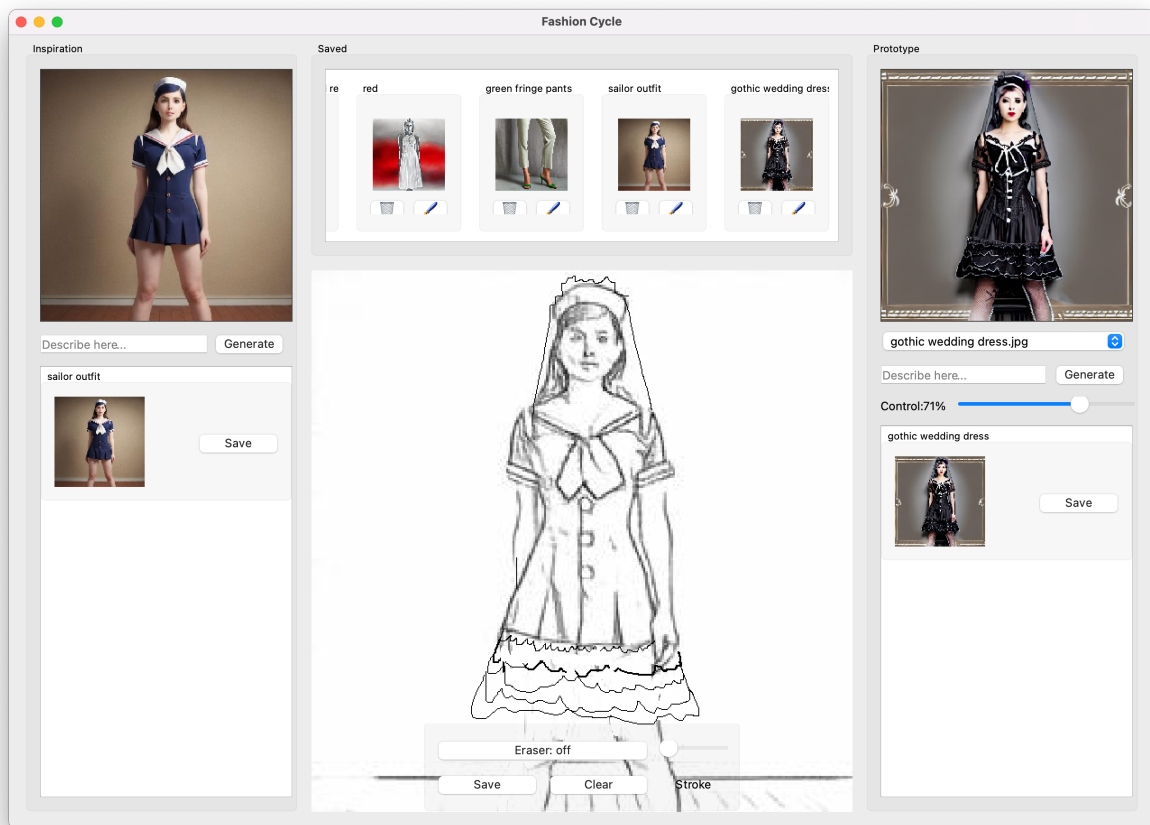 Fashion Cycle
Inspiration
Saved
Prototype
re
red
green fringe pants
sailor outfit
gothic wedding dres
Describe here...
Generate
sailor outfit
Save
gothic wedding dress.jpg
Describe here...
Generate
Control:71%
gothic wedding dress
Save
Eraser: off
Save
Clear
Stroke